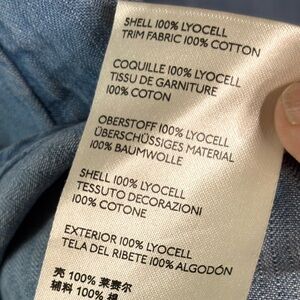 SHELL 100% LYOCELL
TRIM FABRIC 100% COTTON
COQUILLE 100% LYOCELL
TISSU DE GARNITURE
100% COTON
OBERSTOFF 100% LYOCELL
ÜBERSCHÜSSIGES MATERIAL
100% BAUMWOLLE
SHELL 100% LYOCELL
TESSUTO DECORAZIONI
100% COTONE
EXTERIOR 100% LYOCELL
TELA DEL RIBETE 100% ALGODÓN
壳 100% 莱赛尔
辅料 100% 棉